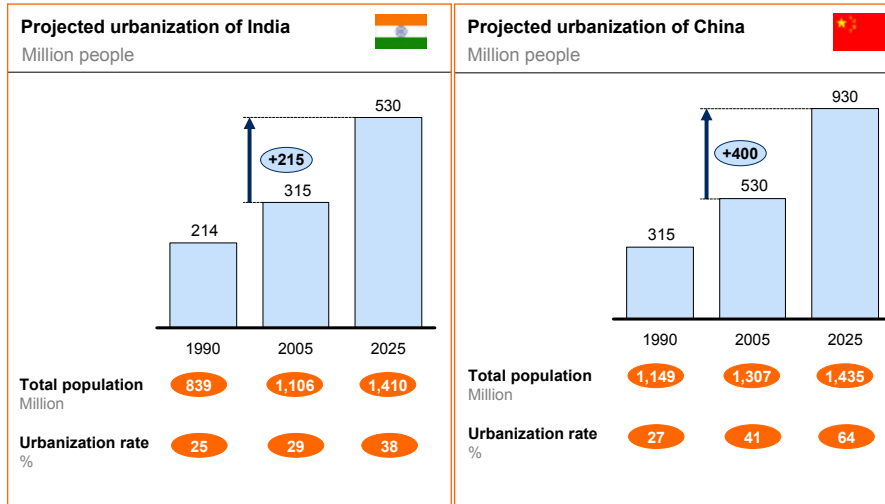 Projected urbanization of India
Million people
530
+215
315
214
1990 2005 2025
Total population 839 1,106 1,410
Million
Urbanization rate 25 29 38
%
Projected urbanization of China
Million people
930
+400
530
315
1990 2005 2025
Total population 1,149 1,307 1,435
Million
Urbanization rate 27 41 64
%